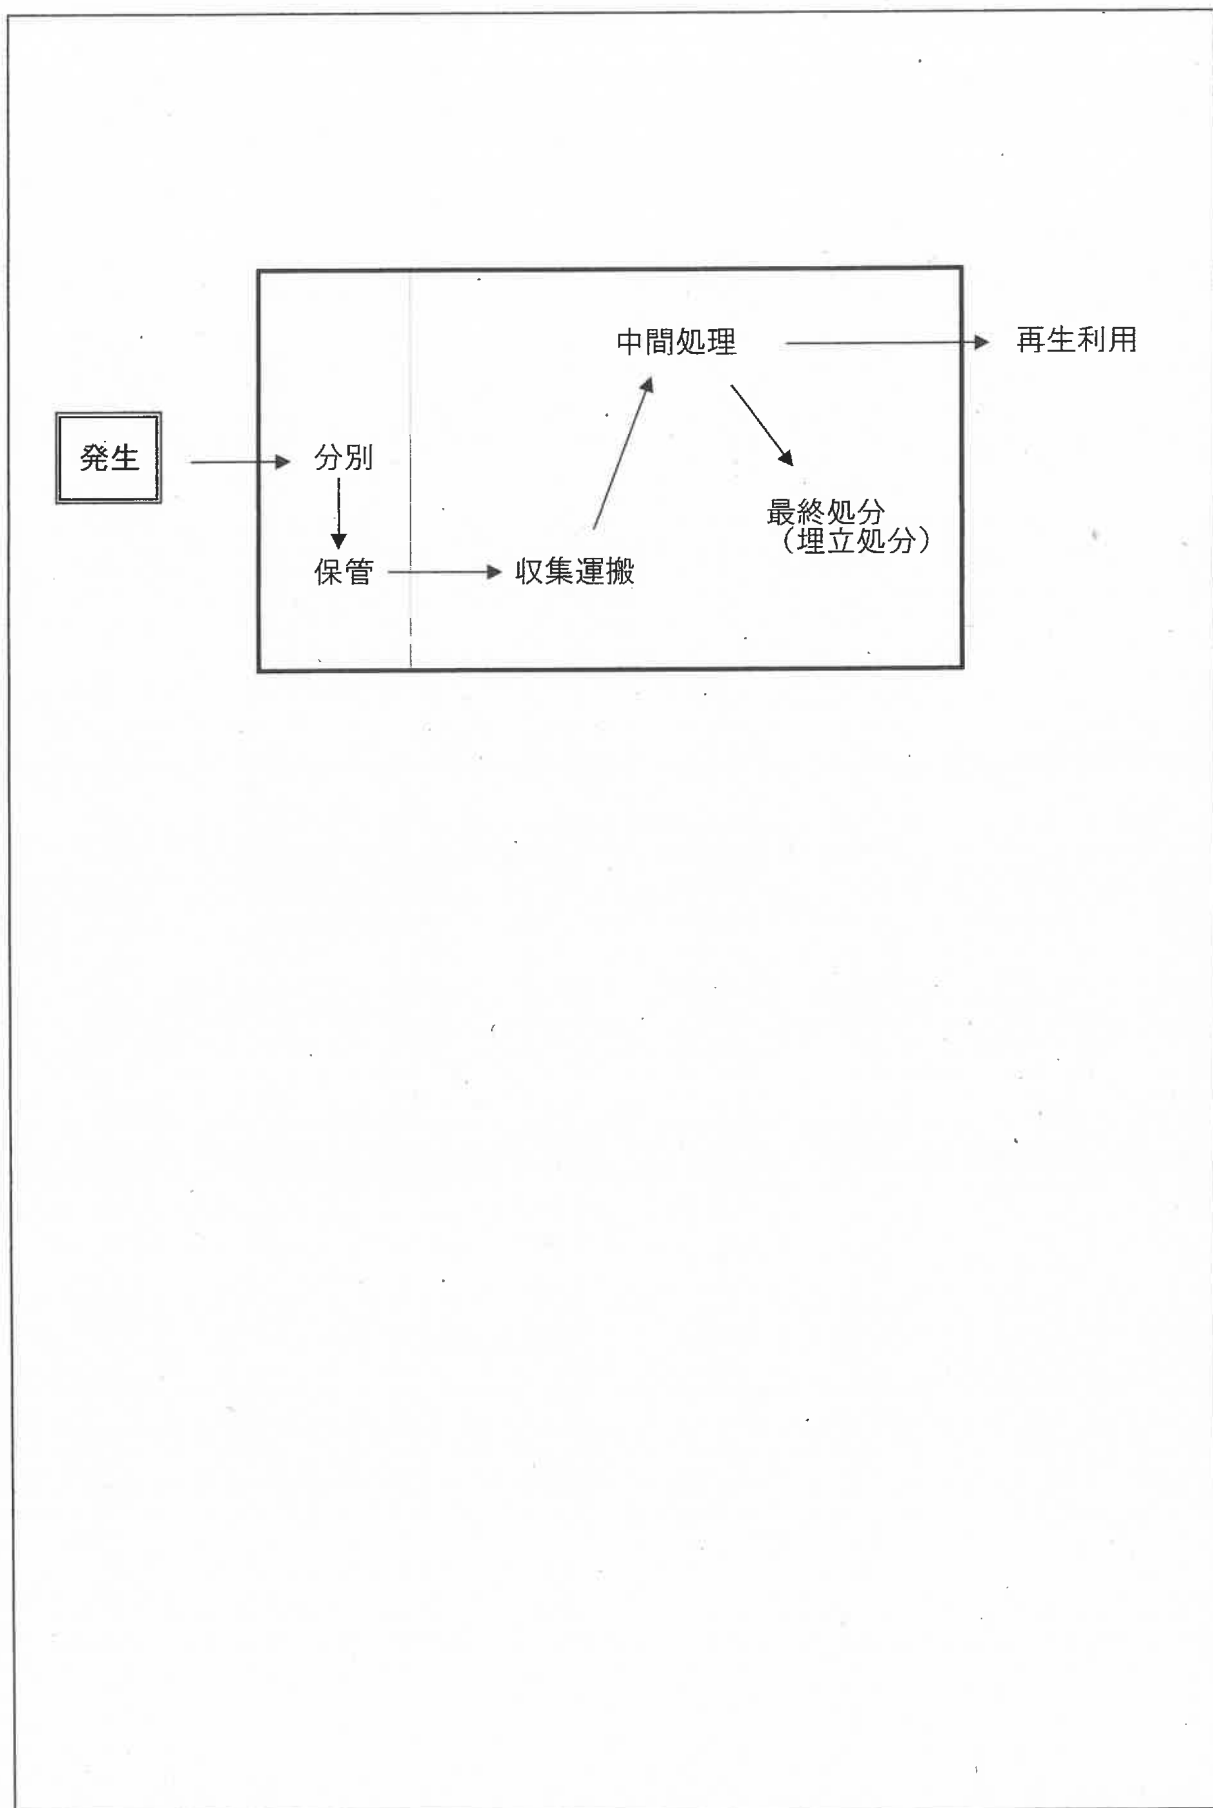 発生
分別
保管
収集運搬
中間処理
最終処分
（埋立処分）
再生利用